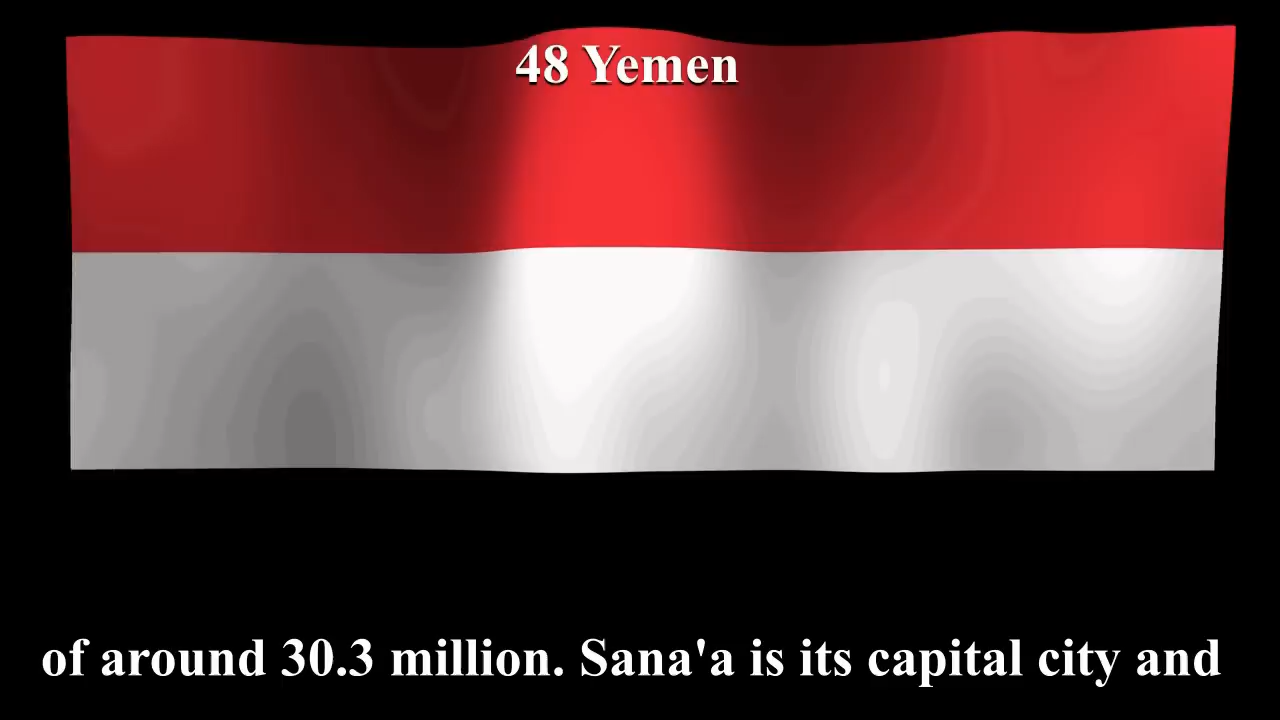 48 Yemen
of around 30.3 million. Sana'a is its capital city and